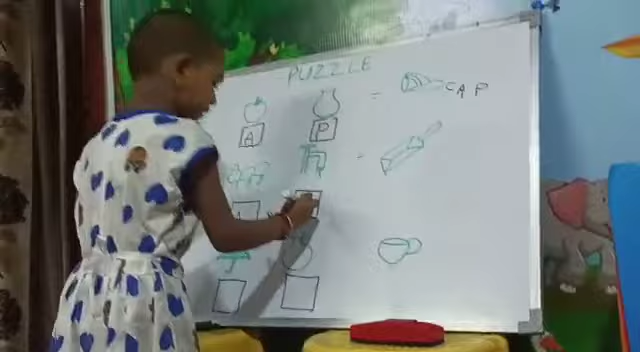 PUZZLE
A P = CAP
=